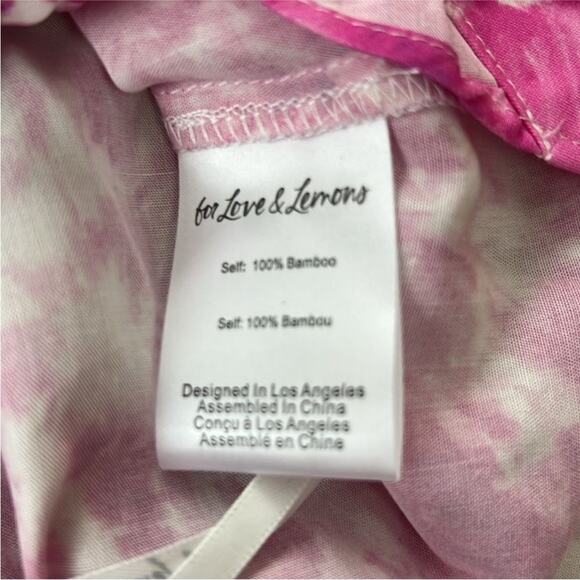 for Love & Lemons
Self: 100% Bamboo
Self: 100% Bambou
Designed In Los Angeles
Assembled In China
Conçu à Los Angeles
Assemblé en Chine